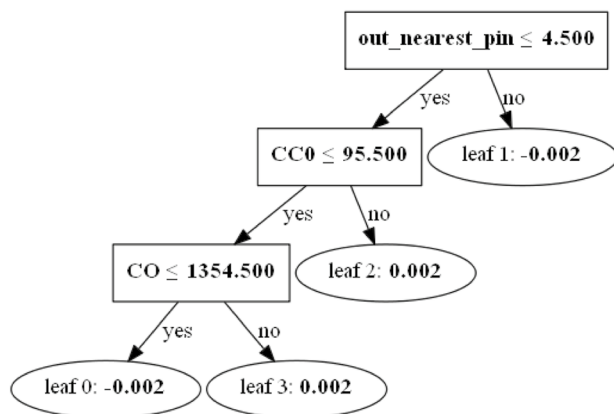 out_nearest_pin ≤ 4.500
yes
no
CC0 ≤ 95.500
leaf 1: -0.002
yes
no
CO ≤ 1354.500
leaf 2: 0.002
yes
no
leaf 0: -0.002
leaf 3: 0.002